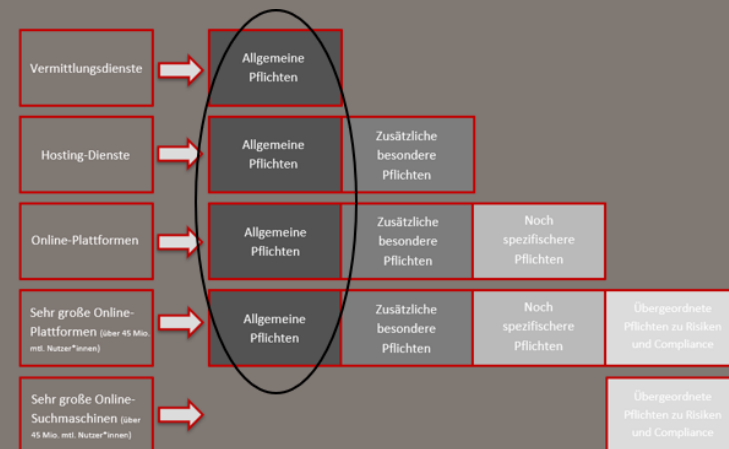 Vermittlungsdienste
Allgemeine
Pflichten
Hosting-Dienste
Allgemeine
Pflichten
Zusätzliche
besondere
Pflichten
Online-Plattformen
Allgemeine
Pflichten
Zusätzliche
besondere
Pflichten
Noch
spezifischere
Pflichten
Sehr große Online-
Plattformen (über 45 Mio.
mtl. Nutzer*innen)
Allgemeine
Pflichten
Zusätzliche
besondere
Pflichten
Noch
spezifischere
Pflichten
Übergeordnete
Pflichten zu Risiken
und Compliance
Sehr große Online-
Suchmaschinen (über
45 Mio. mtl. Nutzer*innen)
Übergeordnete
Pflichten zu Risiken
und Compliance